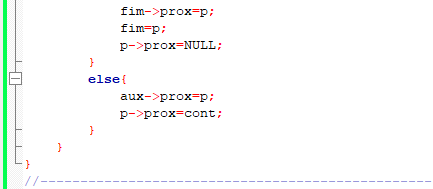 fim->prox=p;
fim=p;
p->prox=NULL;
}
else{
aux->prox=p;
p->prox=cont;
}
}
}
//-------------------------------------------------